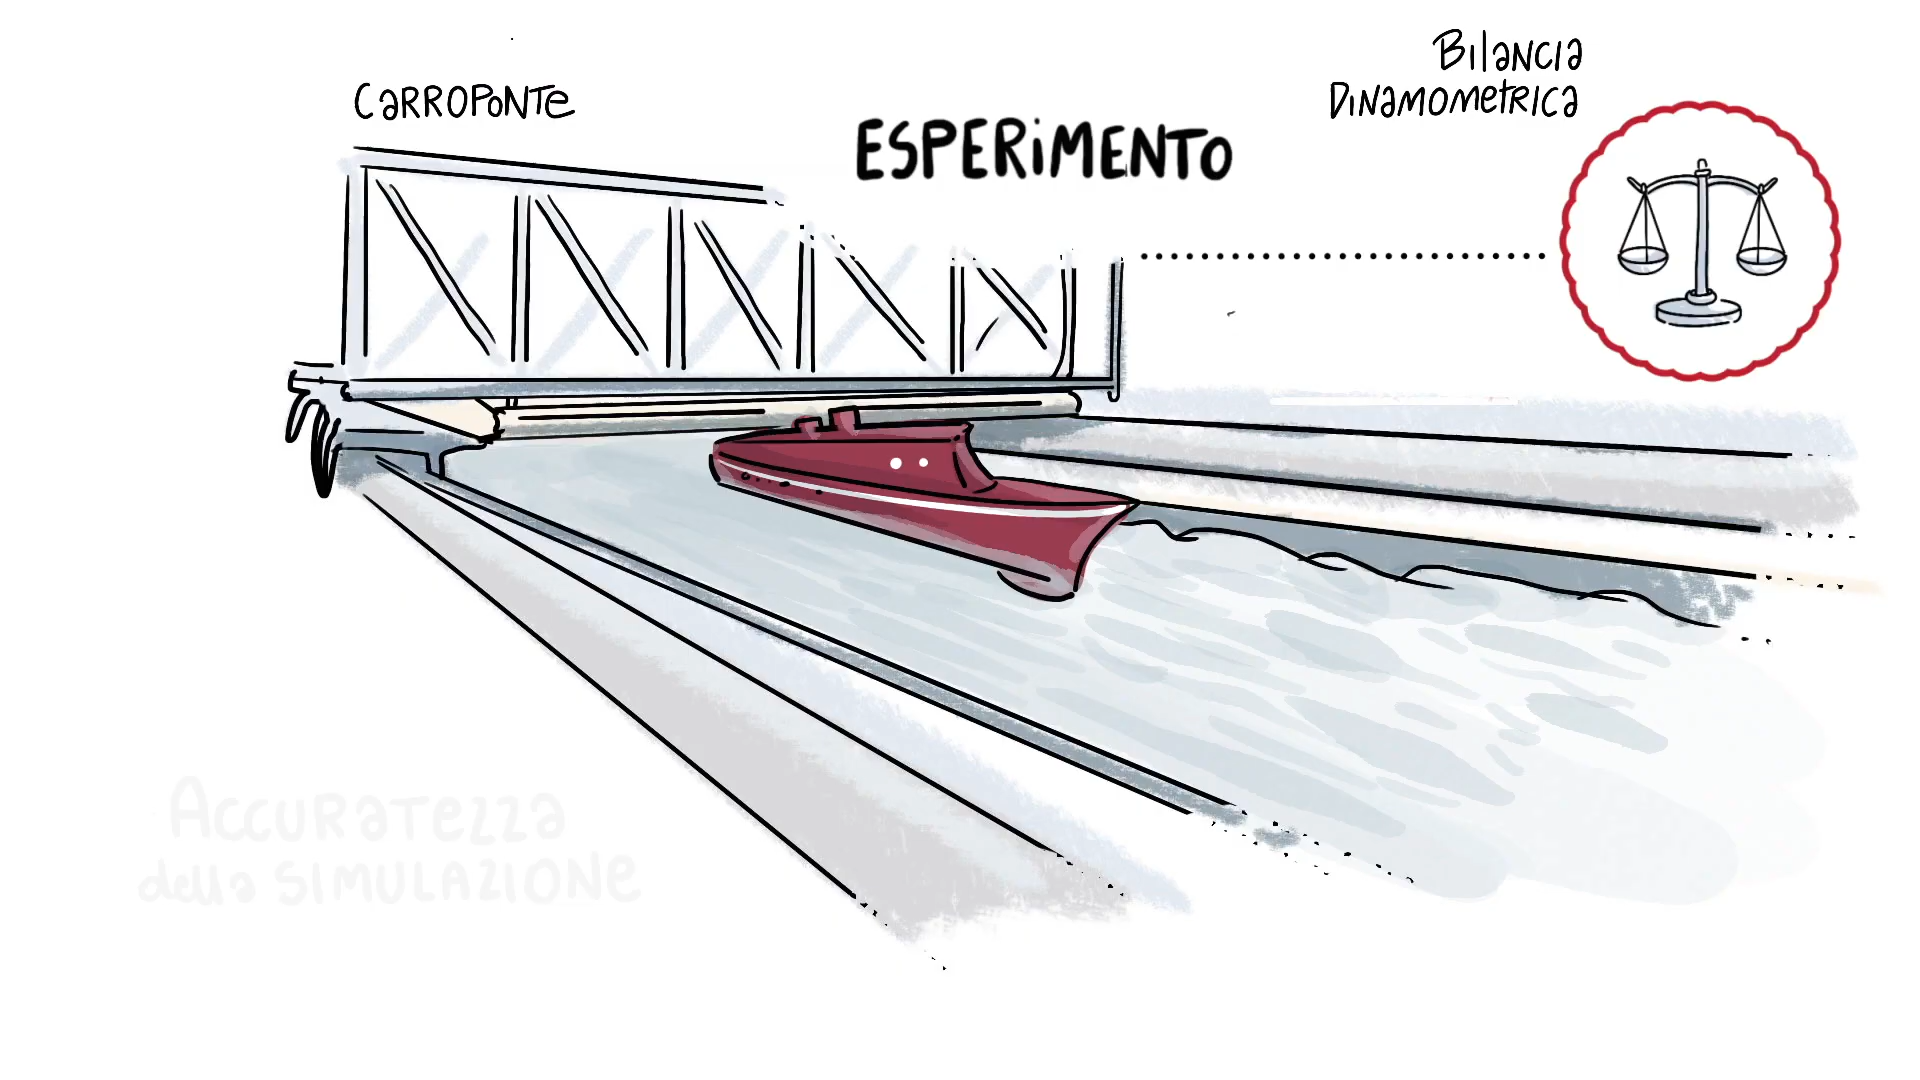 Bilancia
Dinamometrica
Carroponte
ESPERiMENTO
Accuratezza
della SIMULAZIONE